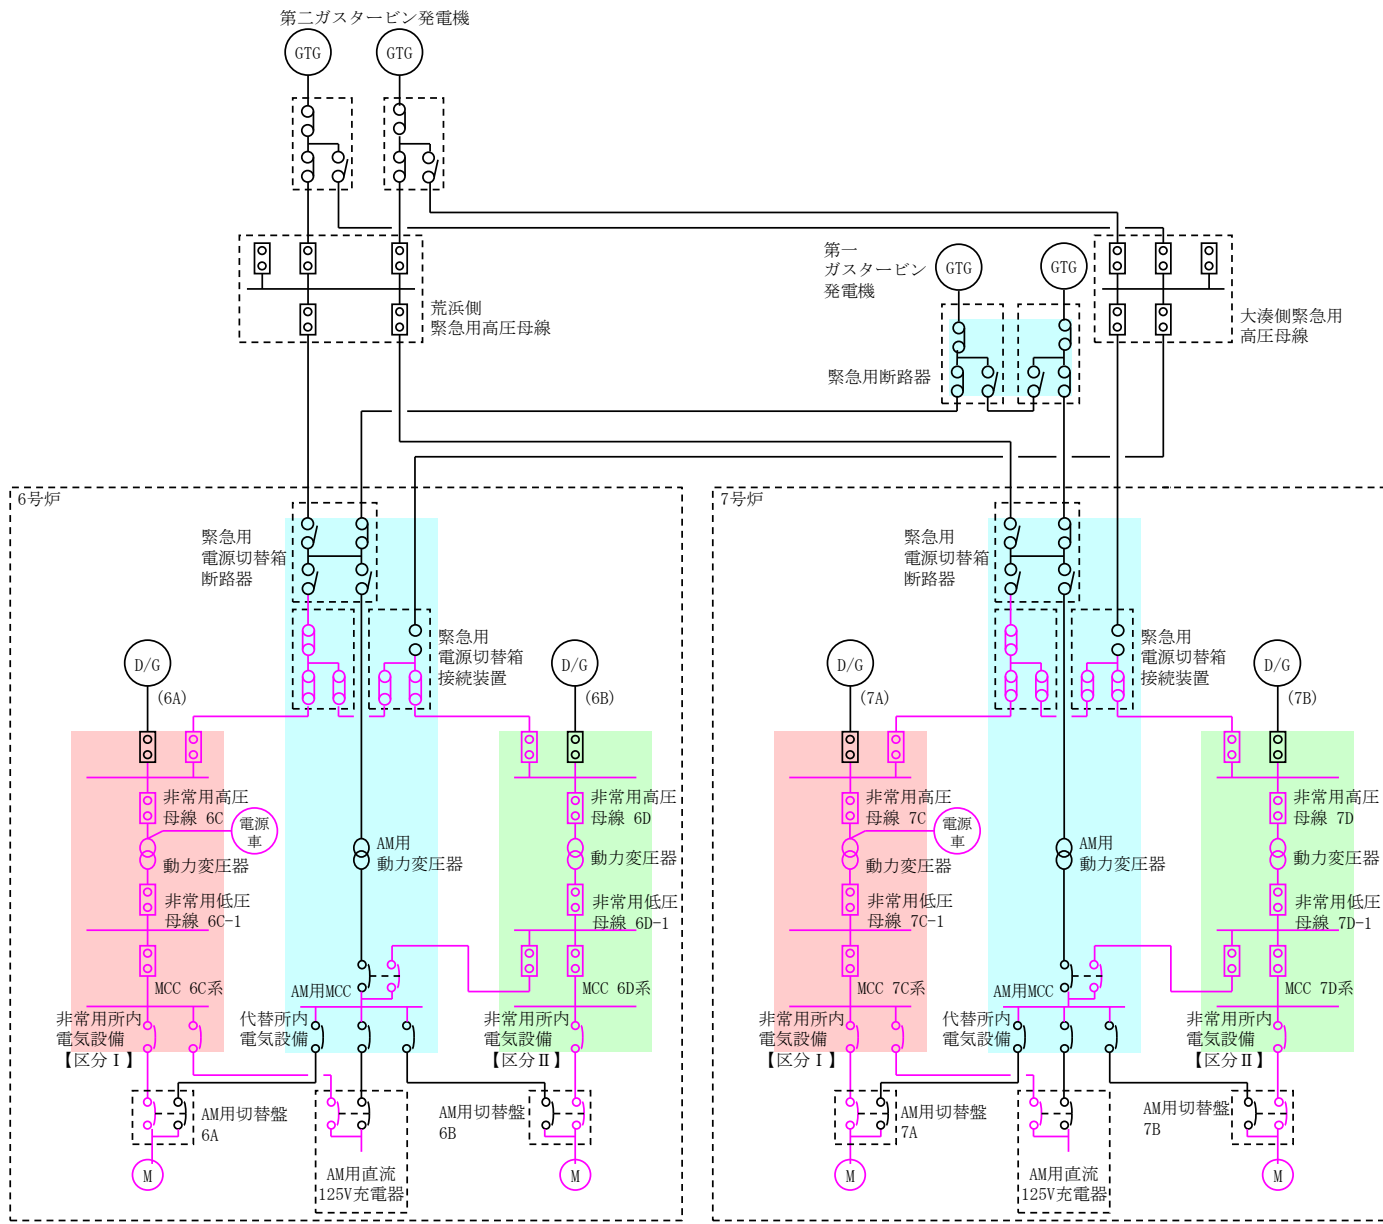 第二ガスタービン発電機
GTG
GTG
第一
ガスタービン
発電機
GTG
GTG
荒浜側
緊急用高圧母線
大湊側緊急用
高圧母線
緊急用断路器
6号炉
緊急用
電源切替箱
断路器
緊急用
電源切替箱
接続装置
D/G
(6A)
D/G
(6B)
非常用高圧
母線 6C
電源
車
動力変圧器
非常用低圧
母線 6C-1
MCC 6C系
非常用所内
電気設備
【区分Ⅰ】
AM用
動力変圧器
AM用MCC
代替所内
電気設備
非常用高圧
母線 6D
動力変圧器
非常用低圧
母線 6D-1
MCC 6D系
非常用所内
電気設備
【区分Ⅱ】
AM用切替盤
6A
AM用切替盤
6B
M
AM用直流
125V充電器
M
7号炉
緊急用
電源切替箱
断路器
緊急用
電源切替箱
接続装置
D/G
(7A)
D/G
(7B)
非常用高圧
母線 7C
電源
車
動力変圧器
非常用低圧
母線 7C-1
MCC 7C系
非常用所内
電気設備
【区分Ⅰ】
AM用
動力変圧器
AM用MCC
代替所内
電気設備
非常用高圧
母線 7D
動力変圧器
非常用低圧
母線 7D-1
MCC 7D系
非常用所内
電気設備
【区分Ⅱ】
AM用切替盤
7A
AM用切替盤
7B
M
AM用直流
125V充電器
M